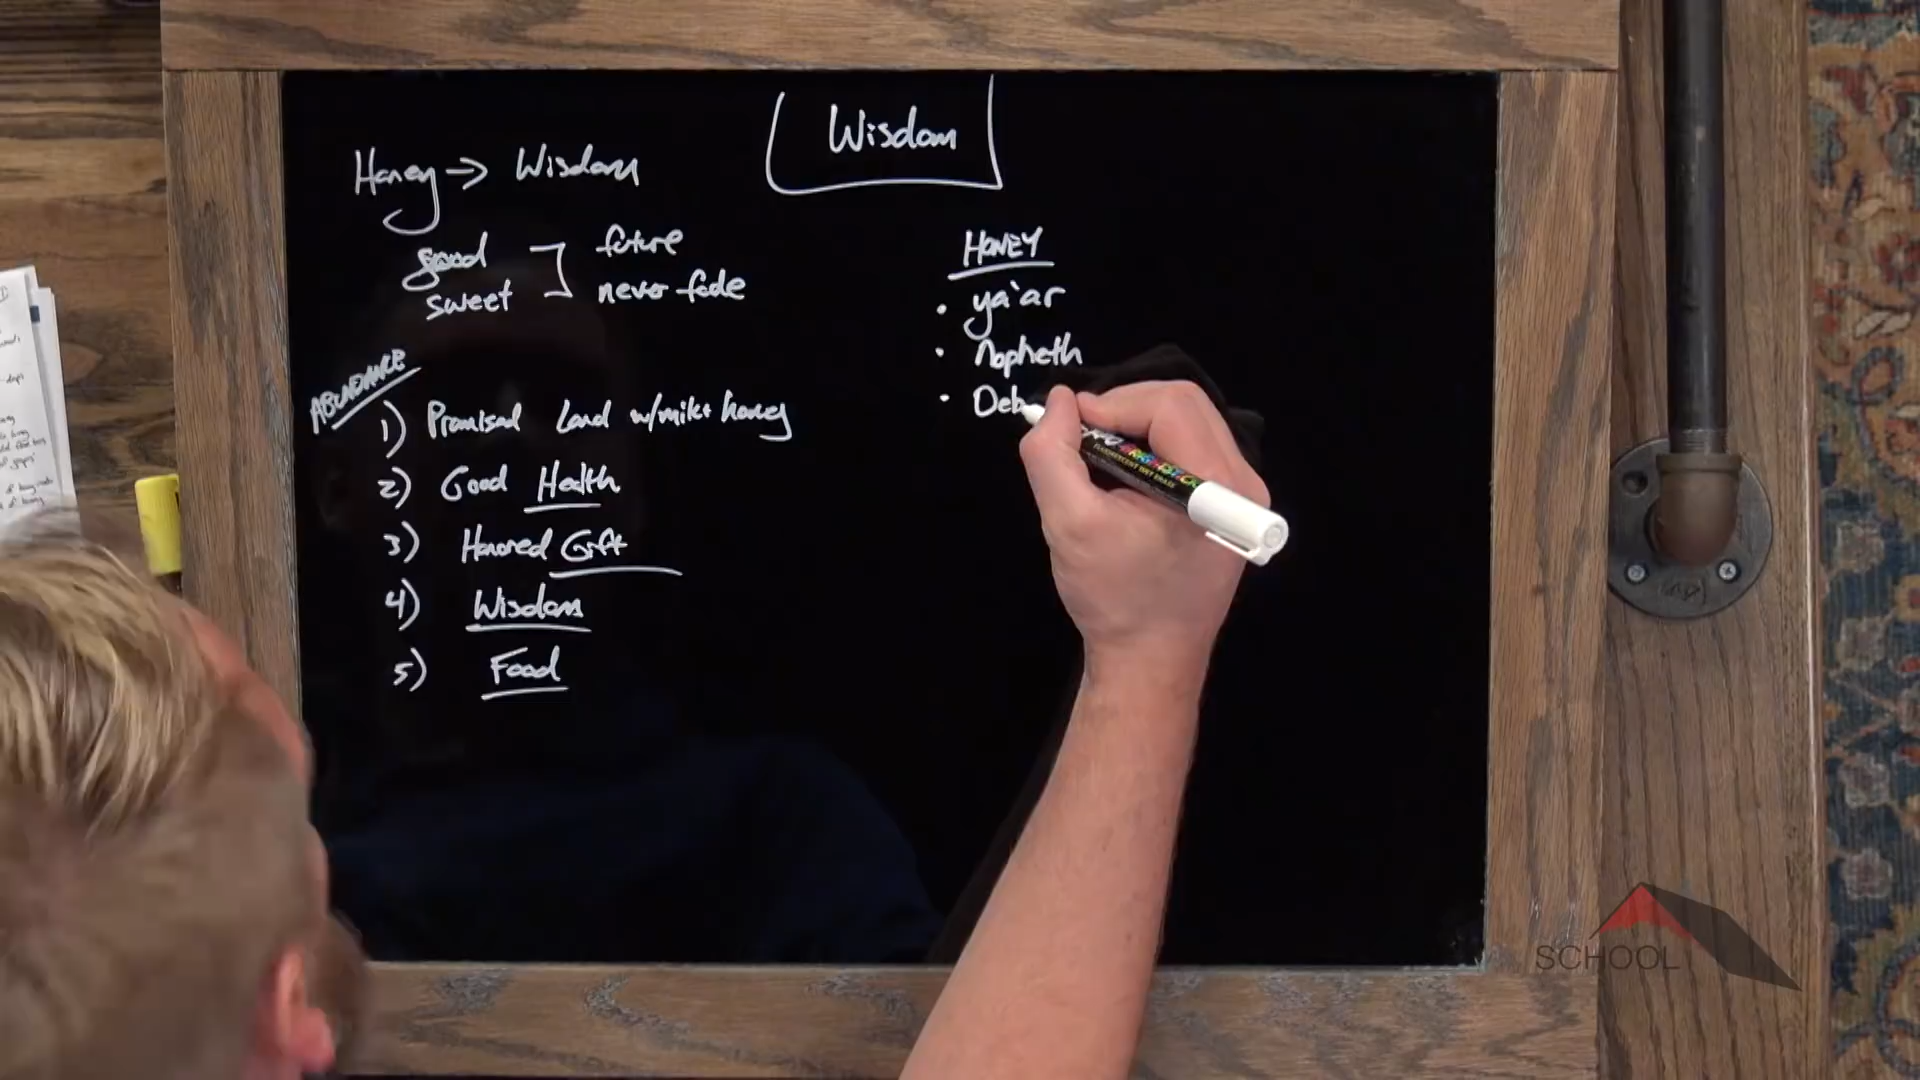 Wisdom
Honey → Wisdom
good
sweet
future
never fade
ABUNDANCE
1) Promised Land w/milk + honey
2) Good Health
3) Honored Gift
4) Wisdom
5) Food
HONEY
• ya'ar
• Nopheth
• Deb
SCHOOL